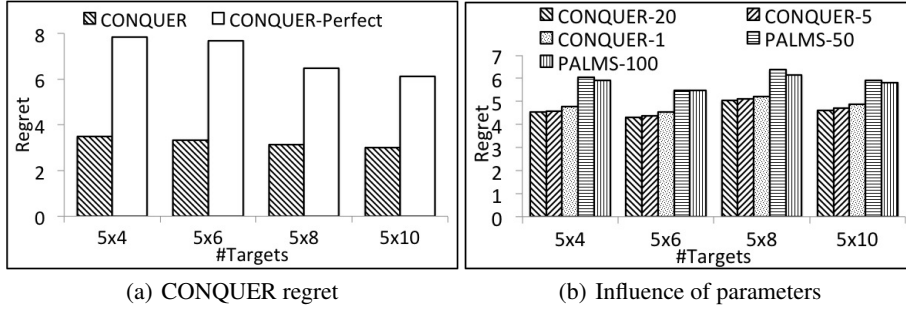 CONQUER CONQUER-Perfect
8
6
4
2
0
Regret
5x4 5x6 5x8 5x10
#Targets
(a) CONQUER regret
CONQUER-20 CONQUER-5
CONQUER-1 PALMS-50
PALMS-100
7
6
5
4
3
2
1
0
Regret
5x4 5x6 5x8 5x10
#Targets
(b) Influence of parameters